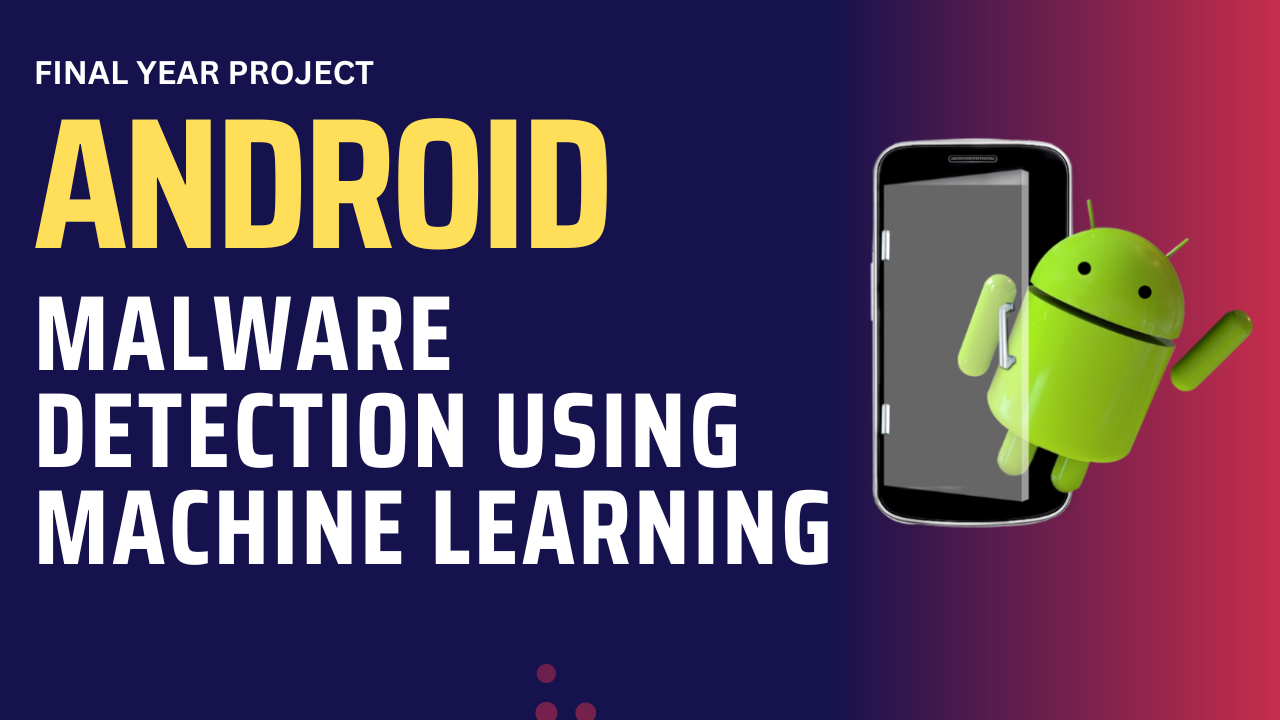 FINAL YEAR PROJECT
ANDROID
MALWARE
DETECTION USING
MACHINE LEARNING